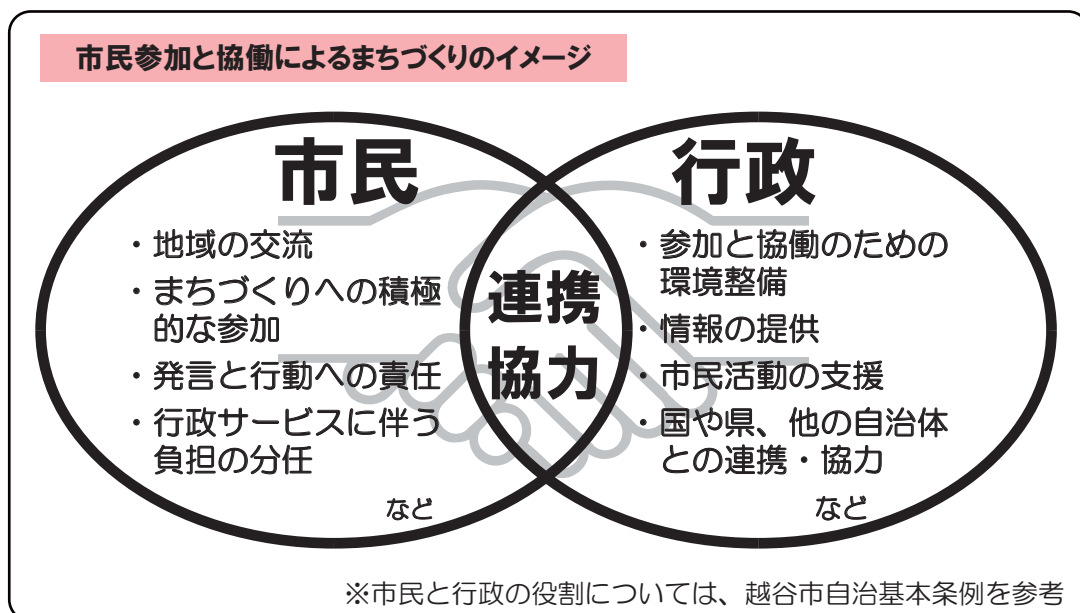 市民参加と協働によるまちづくりのイメージ
市民
・地域の交流
・まちづくりへの積極
的な参加
・発言と行動への責任
・行政サービスに伴う
負担の分任
など
連携
協力
行政
・参加と協働のための
環境整備
・情報の提供
・市民活動の支援
・国や県、他の自治体
との連携・協力
など
※市民と行政の役割については、越谷市自治基本条例を参考